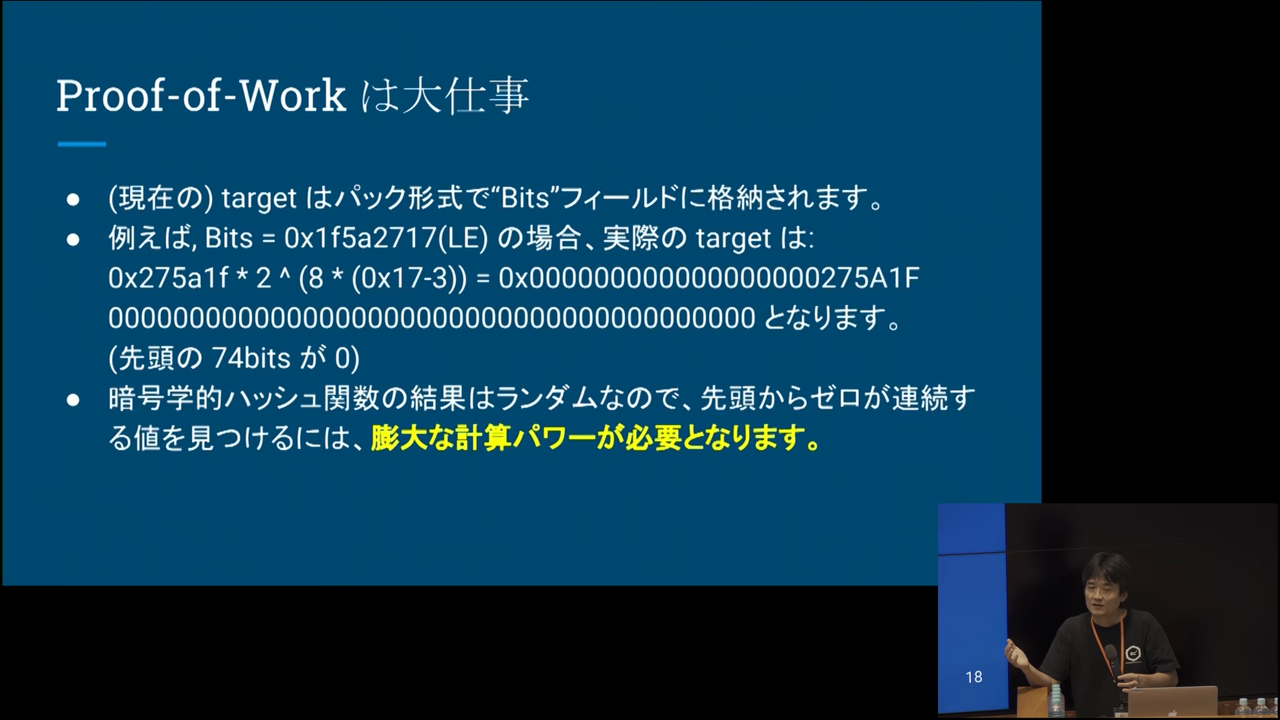 Proof-of-Work は大仕事
● (現在の) target はパック形式で“Bits”フィールドに格納されます。
● 例えば, Bits = 0x1f5a2717(LE) の場合、実際の target は:
0x275a1f * 2 ^ (8 * (0x17-3)) = 0x000000000000000000275A1F
0000000000000000000000000000000000000000 となります。
(先頭の 74bits が 0)
● 暗号学的ハッシュ関数の結果はランダムなので、先頭からゼロが連続す
る値を見つけるには、膨大な計算パワーが必要となります。
18